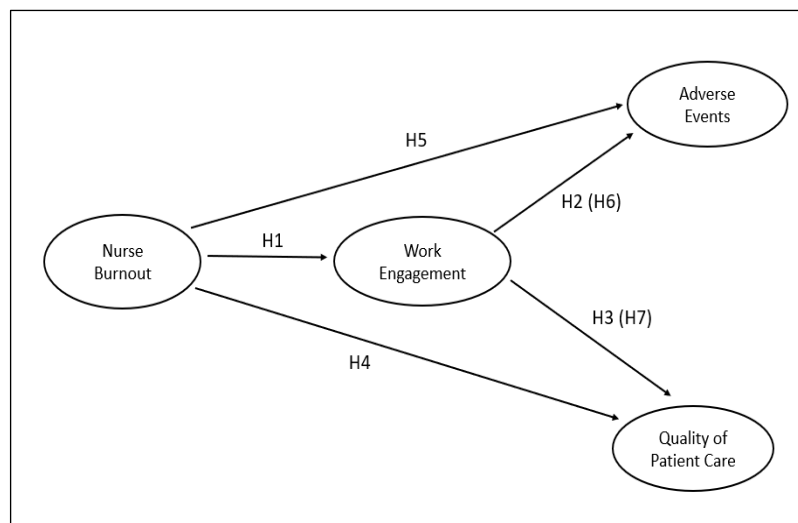 Adverse
Events
H5
H2 (H6)
Nurse
Burnout
H1
Work
Engagement
H3 (H7)
H4
Quality of
Patient Care